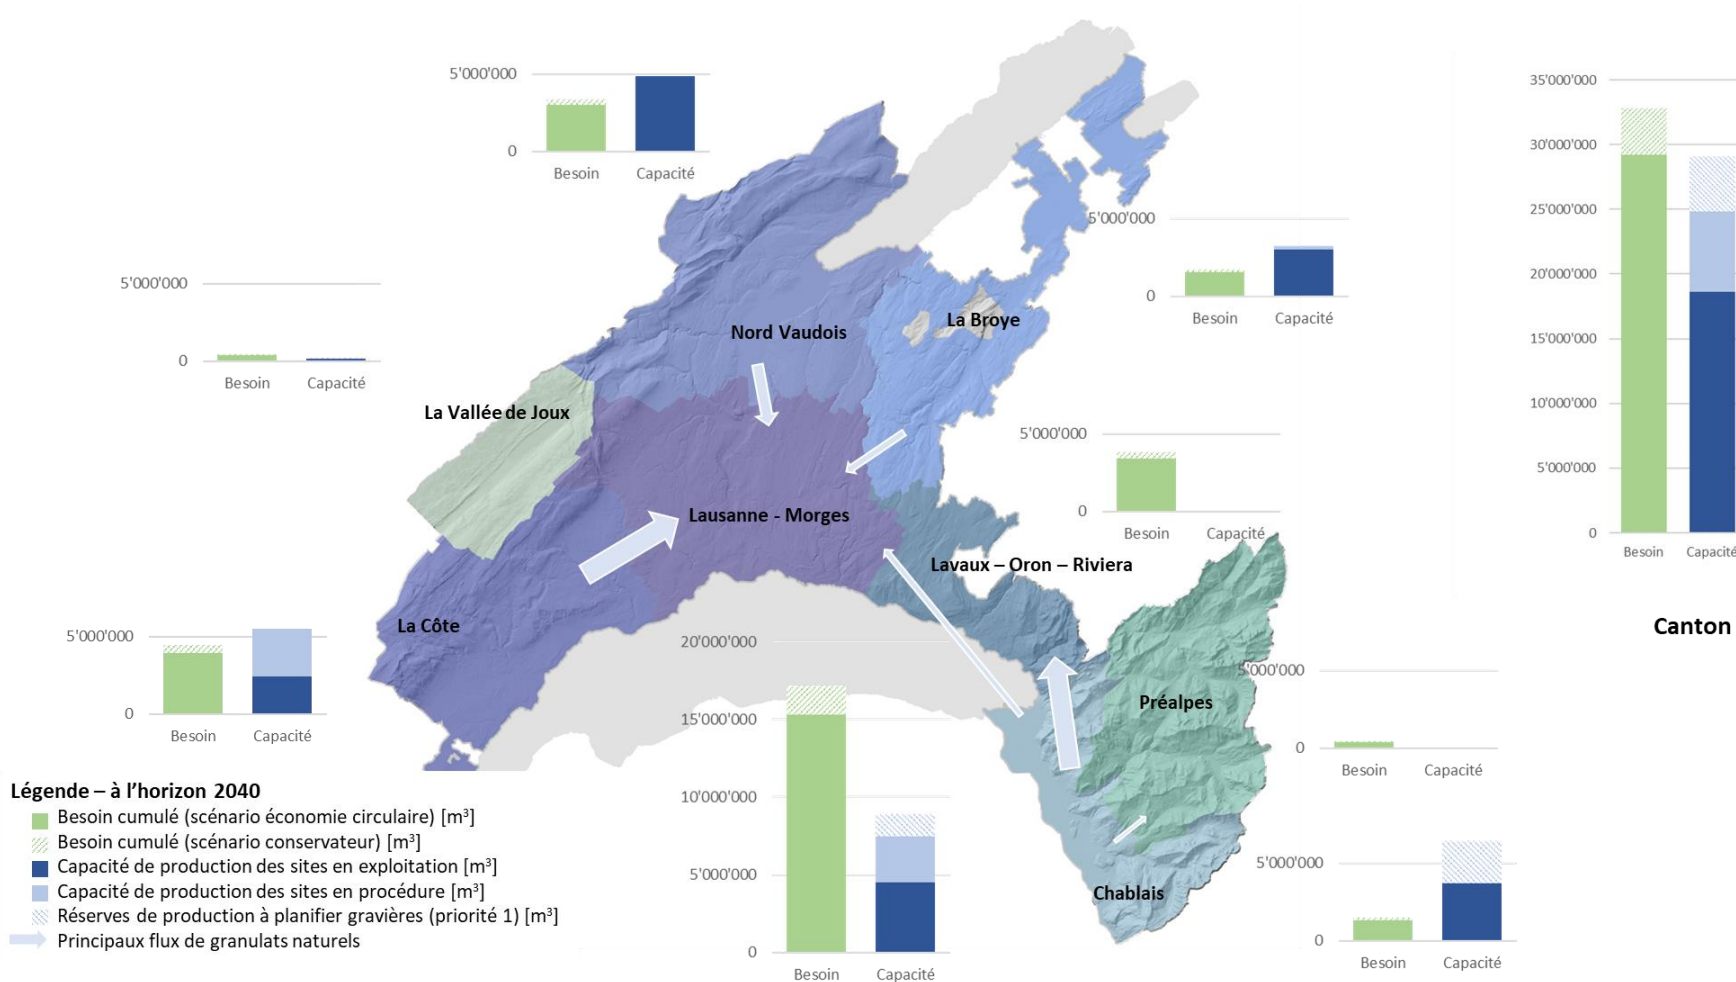 5'000'000
0
Besoin Capacité
35'000'000
30'000'000
25'000'000
20'000'000
15'000'000
10'000'000
5'000'000
0
Besoin Capacité
Canton
5'000'000
0
Besoin Capacité
5'000'000
0
Besoin Capacité
Nord Vaudois
La Broye
La Vallée de Joux
5'000'000
0
Besoin Capacité
Lausanne - Morges
Lavaux – Oron – Riviera
La Côte
5'000'000
0
Besoin Capacité
20'000'000
15'000'000
10'000'000
5'000'000
0
Besoin Capacité
Préalpes
5'000'000
0
Besoin Capacité
Chablais
5'000'000
0
Besoin Capacité
Légende – à l'horizon 2040
Besoin cumulé (scénario économie circulaire) [m³]
Besoin cumulé (scénario conservateur) [m³]
Capacité de production des sites en exploitation [m³]
Capacité de production des sites en procédure [m³]
Réserves de production à planifier gravières (priorité 1) [m³]
Principaux flux de granulats naturels